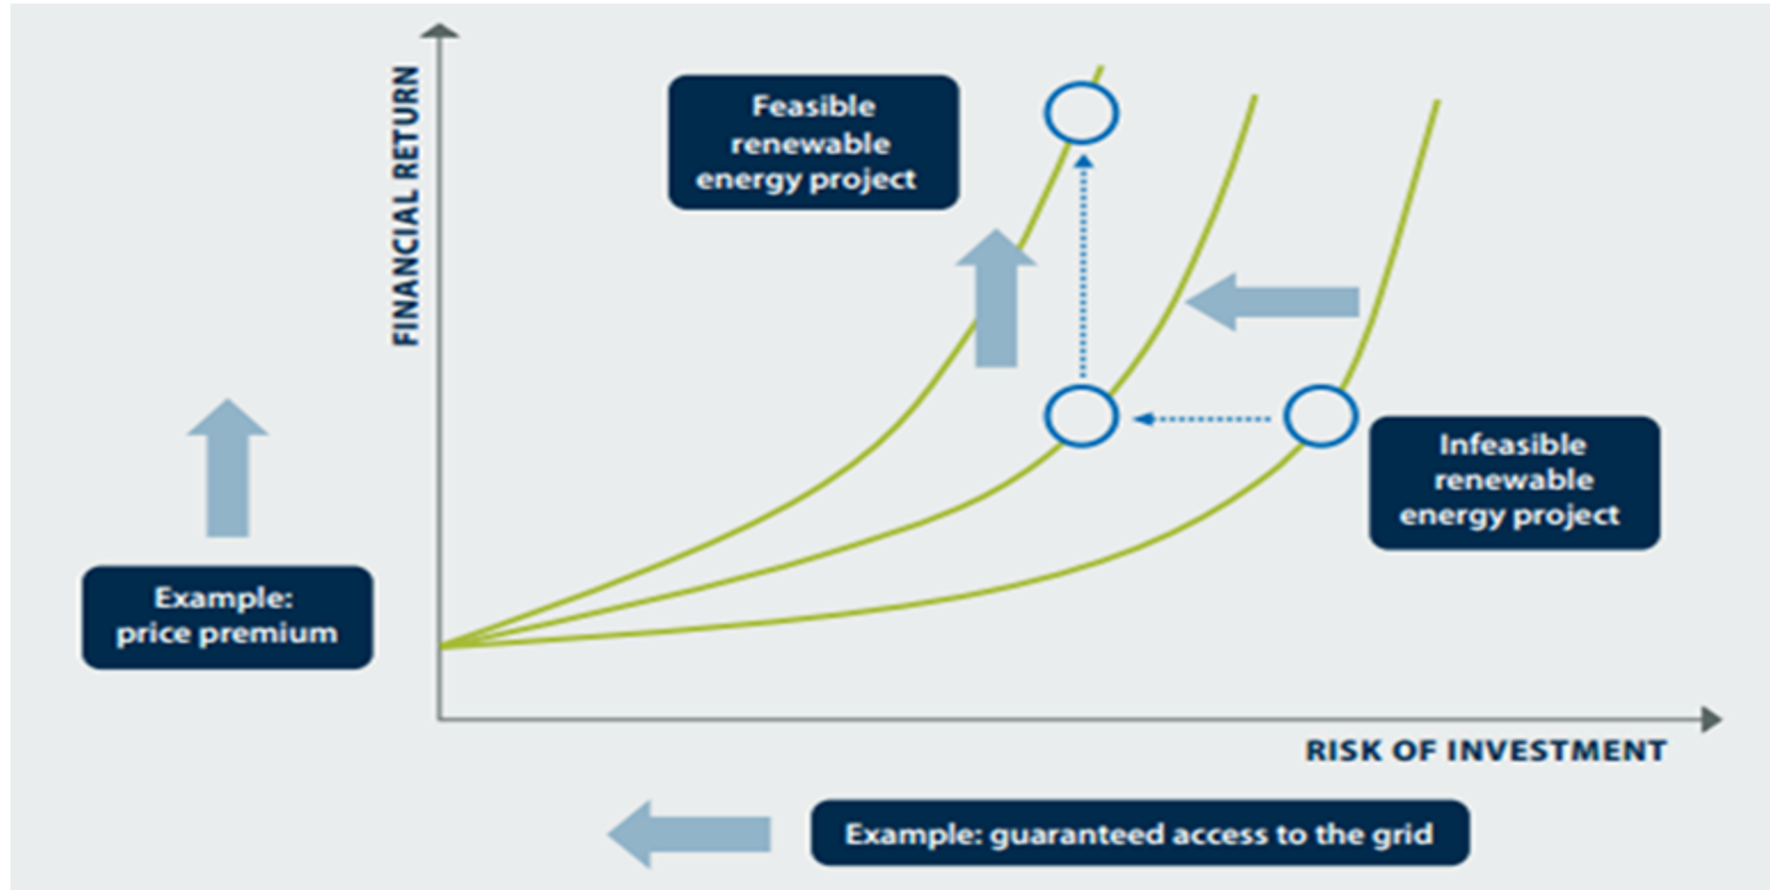 FINANCIAL RETURN
Feasible
renewable
energy project
Infeasible
renewable
energy project
Example:
price premium
RISK OF INVESTMENT
Example: guaranteed access to the grid